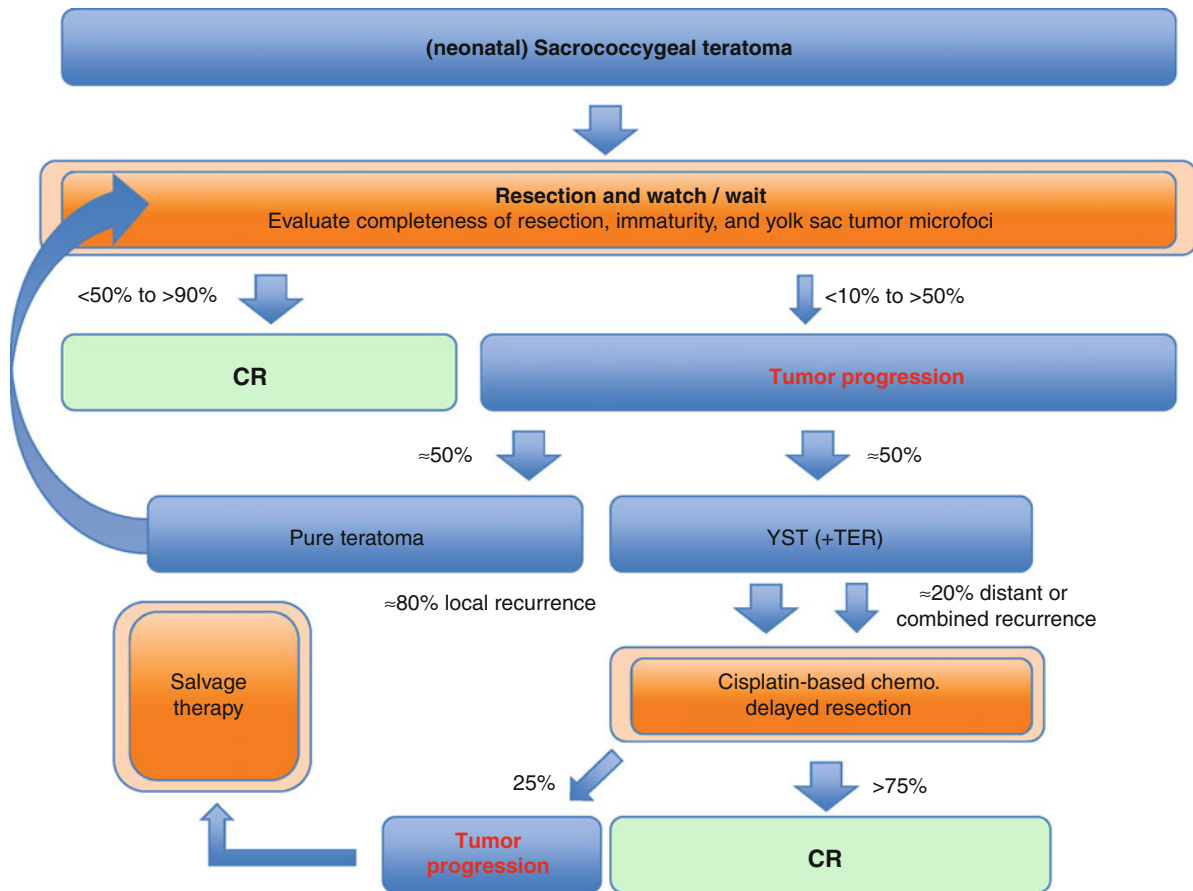 (neonatal) Sacrococcygeal teratoma
Resection and watch / wait
Evaluate completeness of resection, immaturity, and yolk sac tumor microfoci
<50% to >90%
<10% to >50%
CR
Tumor progression
≈50%
≈50%
Pure teratoma
YST (+TER)
≈80% local recurrence
≈20% distant or
combined recurrence
Salvage
therapy
Cisplatin-based chemo.
delayed resection
25%
>75%
Tumor
progression
CR